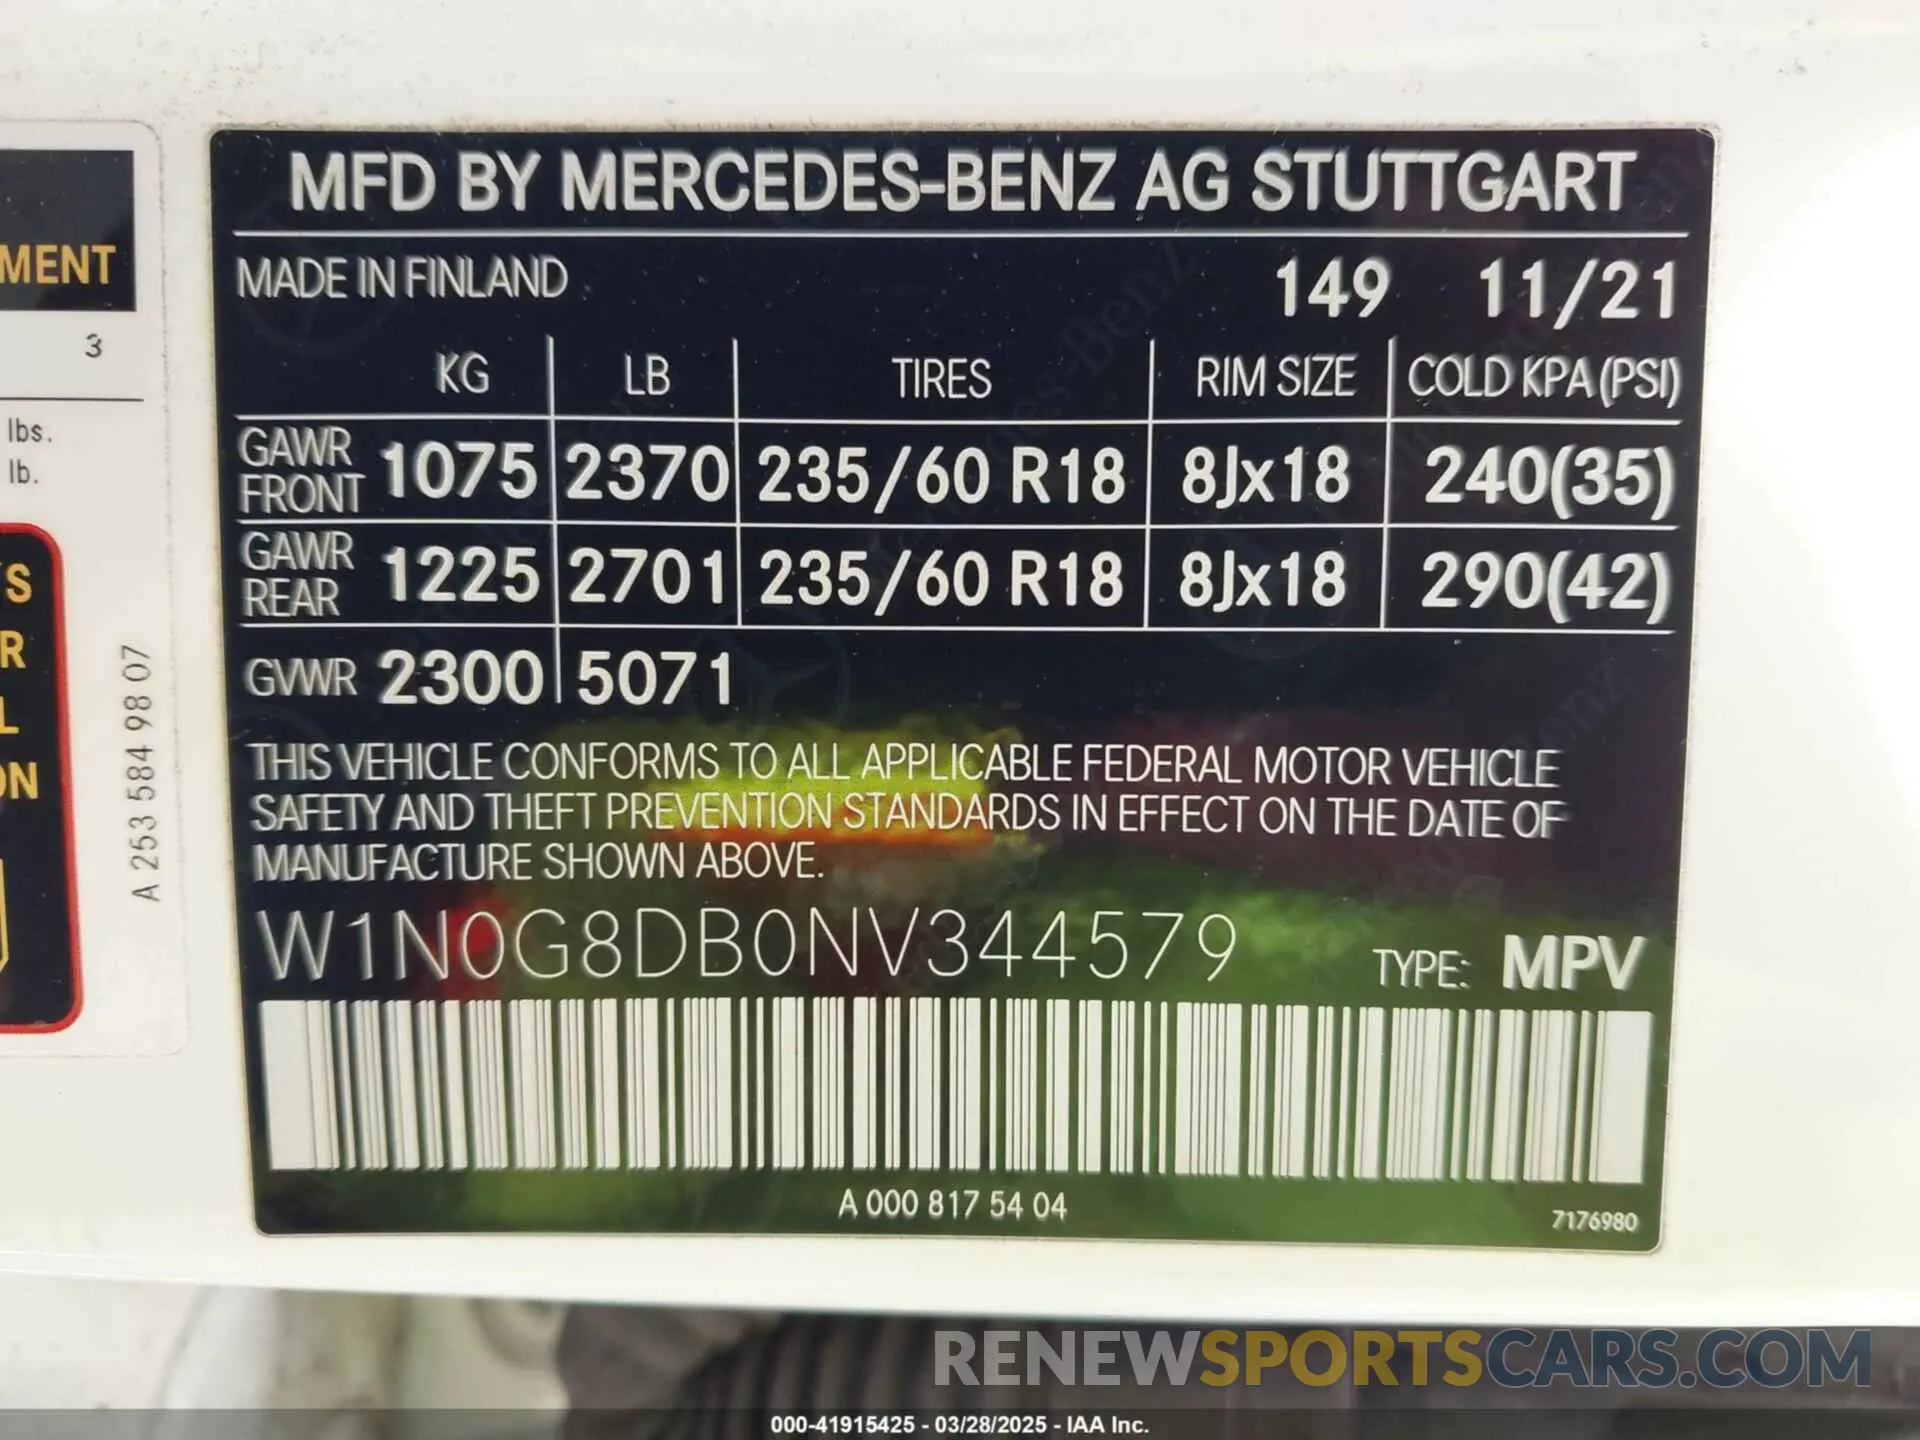 MFD BY MERCEDES-BENZ AG STUTTGART
MADE IN FINLAND 149 11/21
KG LB TIRES RIM SIZE COLD KPA (PSI)
GAWR FRONT 1075 2370 235/60 R18 8Jx18 240(35)
GAWR REAR 1225 2701 235/60 R18 8Jx18 290(42)
GVWR 2300 5071
THIS VEHICLE CONFORMS TO ALL APPLICABLE FEDERAL MOTOR VEHICLE
SAFETY AND THEFT PREVENTION STANDARDS IN EFFECT ON THE DATE OF
MANUFACTURE SHOWN ABOVE.
W1N0G8DB0NV344579 TYPE: MPV
A 000 817 54 04
7176980
MENT
3
lbs.
lb.
A 253 584 98 07
'S
R
L
ON
RENEWSPORTSCARS.COM
000-41915425 - 03/28/2025 - IAA Inc.